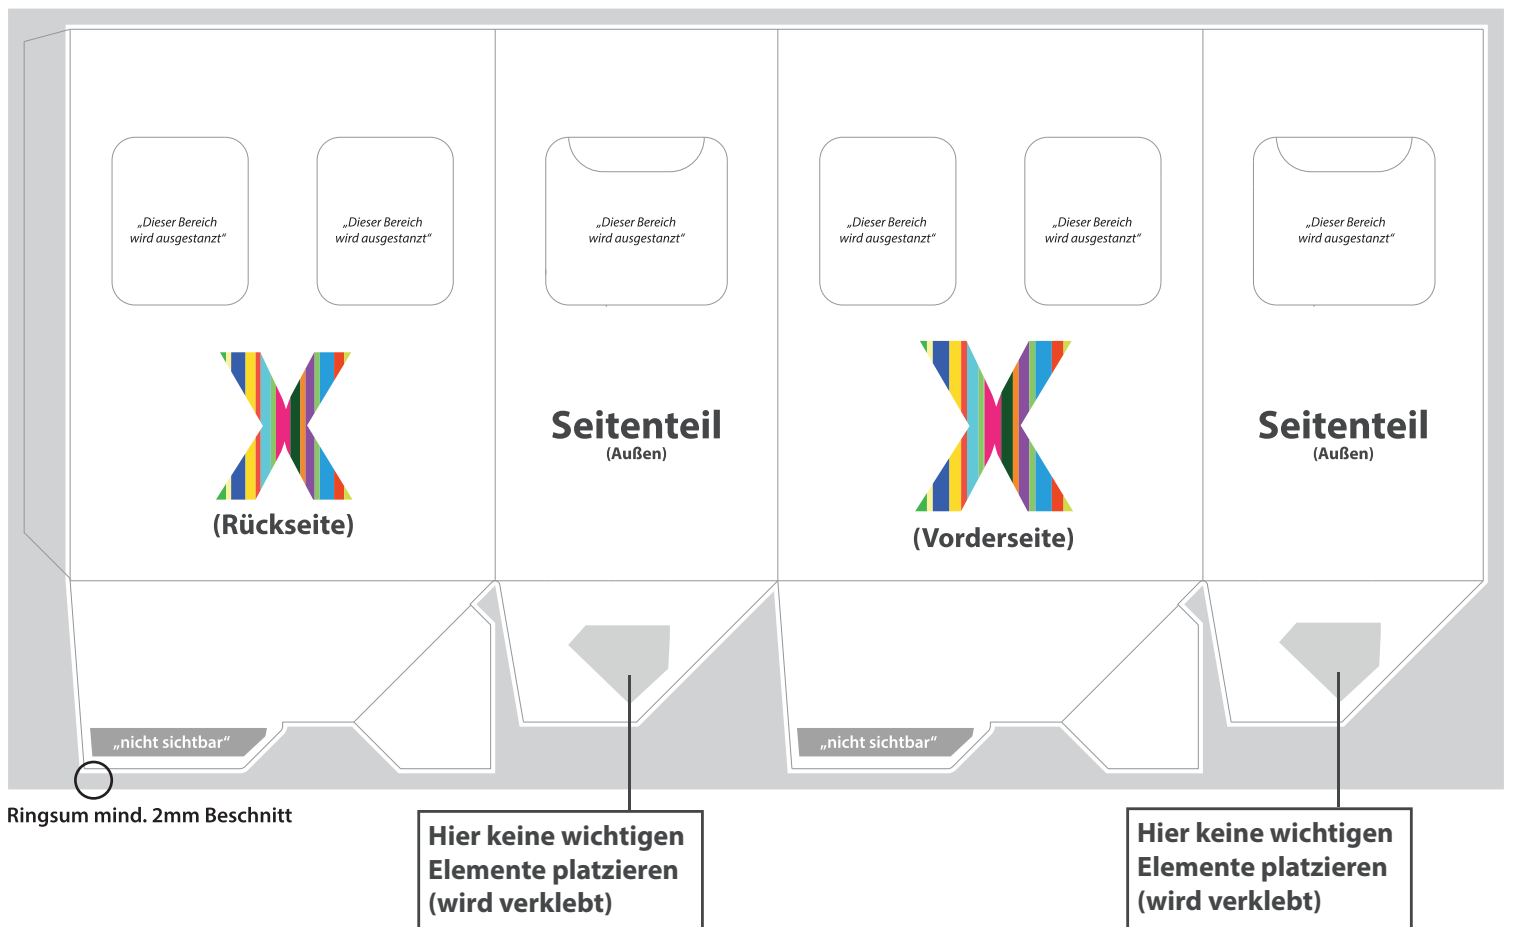 „Dieser Bereich
wird ausgestanzt“
„Dieser Bereich
wird ausgestanzt“
„Dieser Bereich
wird ausgestanzt“
„Dieser Bereich
wird ausgestanzt“
„Dieser Bereich
wird ausgestanzt“
„Dieser Bereich
wird ausgestanzt“
(Rückseite)
Seitenteil
(Außen)
(Vorderseite)
Seitenteil
(Außen)
„nicht sichtbar“
„nicht sichtbar“
Ringsum mind. 2mm Beschnitt
Hier keine wichtigen
Elemente platzieren
(wird verklebt)
Hier keine wichtigen
Elemente platzieren
(wird verklebt)